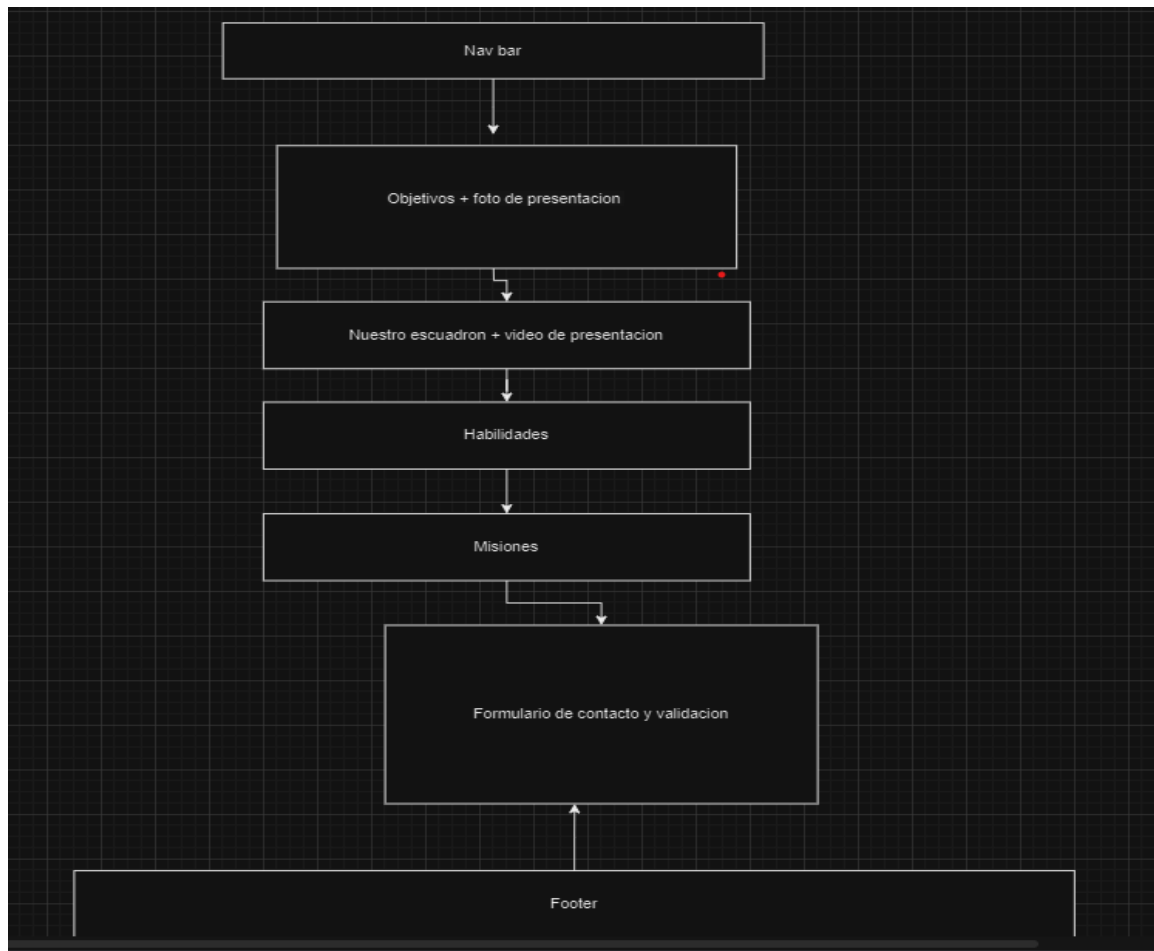 Nav bar
Objetivos + foto de presentacion
Nuestro escuadron + video de presentacion
Habilidades
Misiones
Formulario de contacto y validacion
Footer